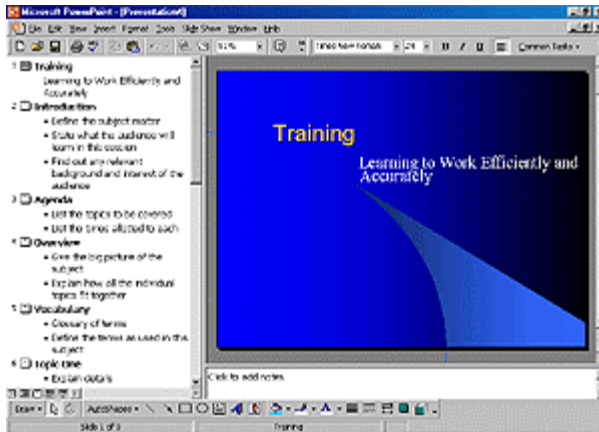 Microsoft PowerPoint - [Presentation4]
File Edit View Insert Format Tools Slide Show Window Help
Times New Roman 24 B I U Common Tasks
1 Training
Learning to Work Efficiently and
Accurately
2 Introduction
• Define the subject matter
• State what the audience will
learn in this session
• Find out any relevant
background and interest of the
audience
3 Agenda
• List the topics to be covered
• List the times allotted to each
4 Overview
• Give the big picture of the
subject
• Explain how all the individual
topics fit together
5 Vocabulary
• Glossary of terms
• Define the terms as used in this
subject
6 Topic One
• Explain details
Training
Learning to Work Efficiently and
Accurately
Click to add notes
Draw AutoShapes
Slide 1 of 9 Training